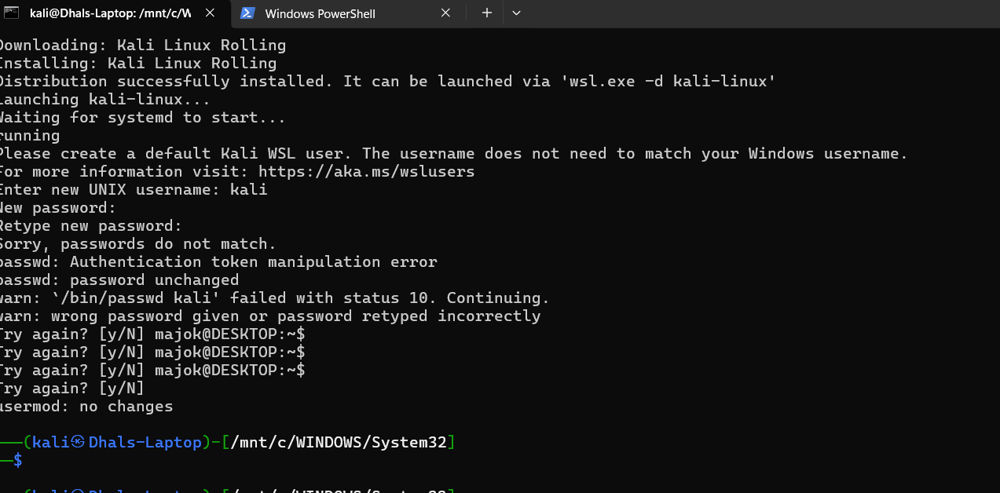 kali@Dhals-Laptop: /mnt/c/W
Windows PowerShell
Downloading: Kali Linux Rolling
Installing: Kali Linux Rolling
Distribution successfully installed. It can be launched via 'wsl.exe -d kali-linux'
Launching kali-linux...
Waiting for systemd to start...
running
Please create a default Kali WSL user. The username does not need to match your Windows username.
For more information visit: https://aka.ms/wslusers
Enter new UNIX username: kali
New password:
Retype new password:
Sorry, passwords do not match.
passwd: Authentication token manipulation error
passwd: password unchanged
warn: `/bin/passwd kali' failed with status 10. Continuing.
warn: wrong password given or password retyped incorrectly
Try again? [y/N] majok@DESKTOP:~$
Try again? [y/N] majok@DESKTOP:~$
Try again? [y/N] majok@DESKTOP:~$
Try again? [y/N]
usermod: no changes
──(kali㉿Dhals-Laptop)-[/mnt/c/WINDOWS/System32]
─$
──(kali㉿Dhals-Laptop)-[/mnt/c/WINDOWS/System32]